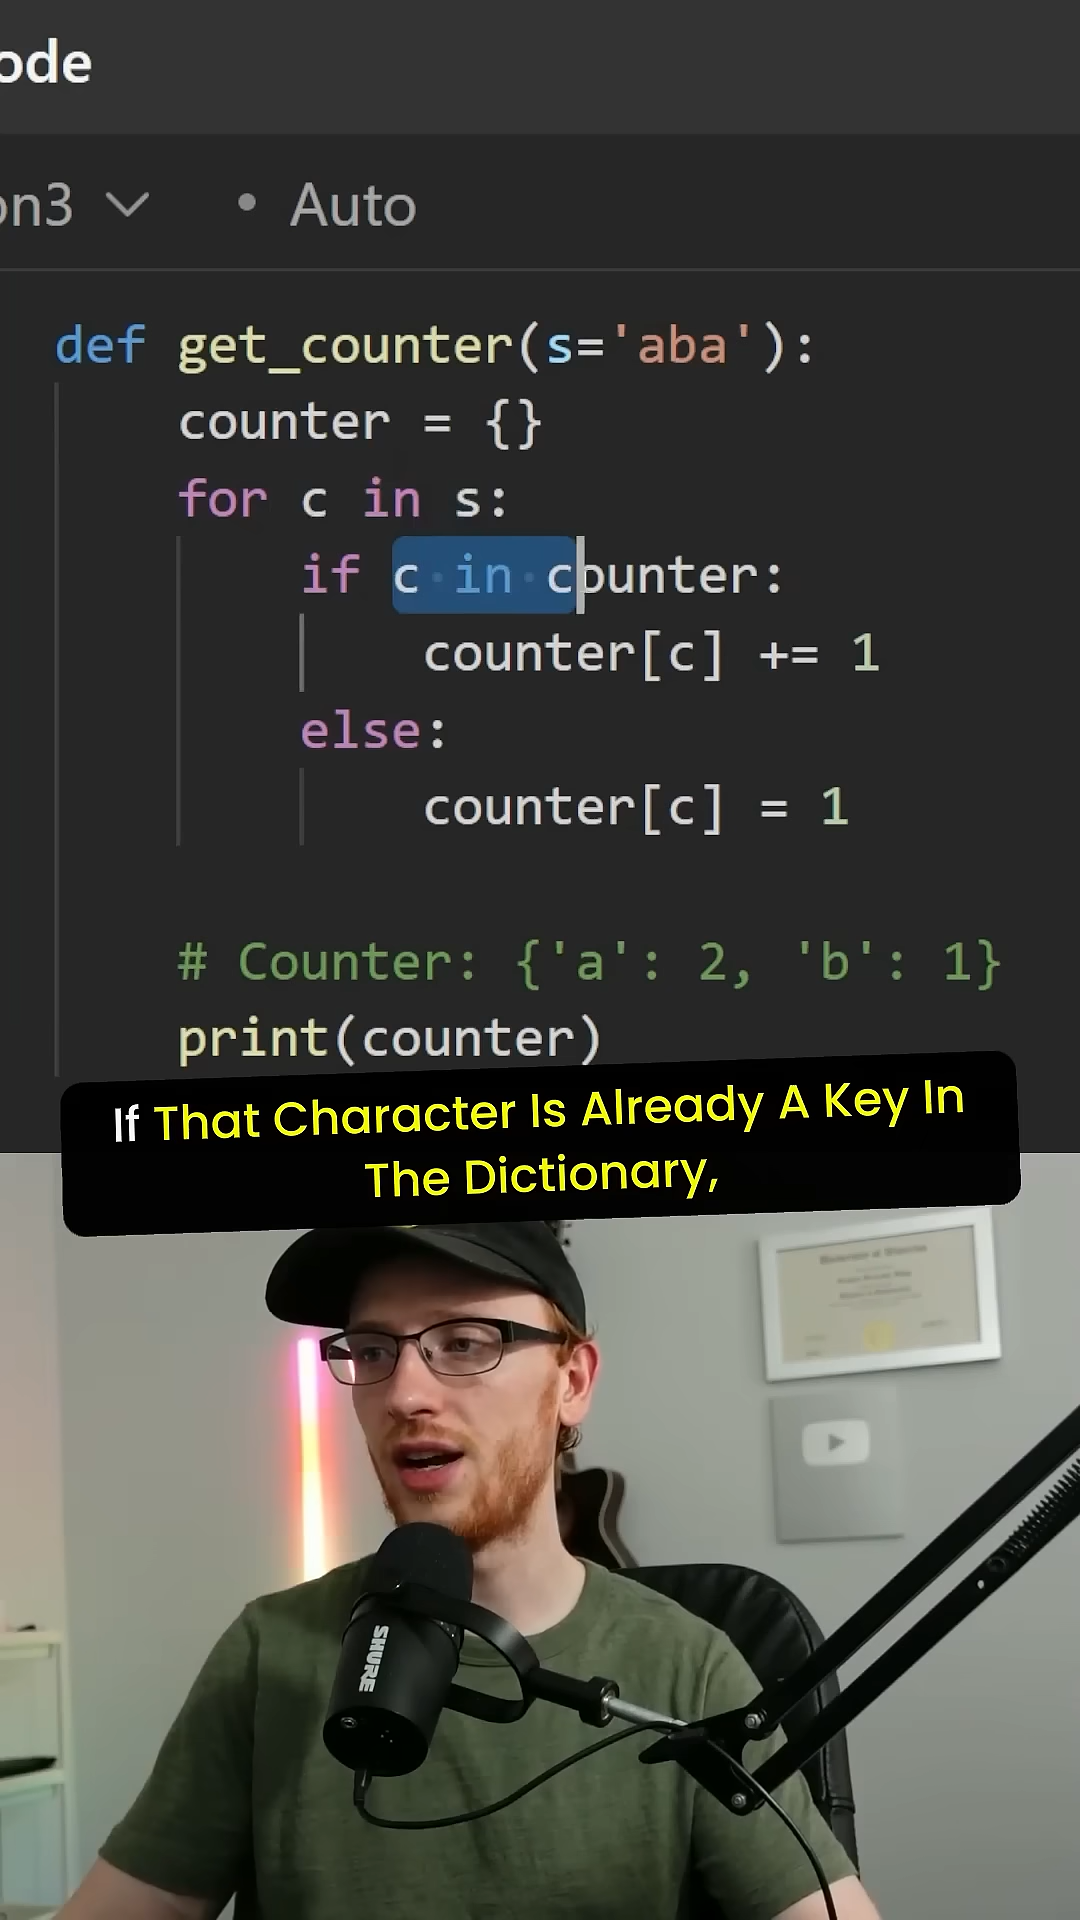 ode
on3 • Auto
def get_counter(s='aba'):
counter = {}
for c in s:
if c in counter:
counter[c] += 1
else:
counter[c] = 1
# Counter: {'a': 2, 'b': 1}
print(counter)
If That Character Is Already A Key In
The Dictionary,
SHURE